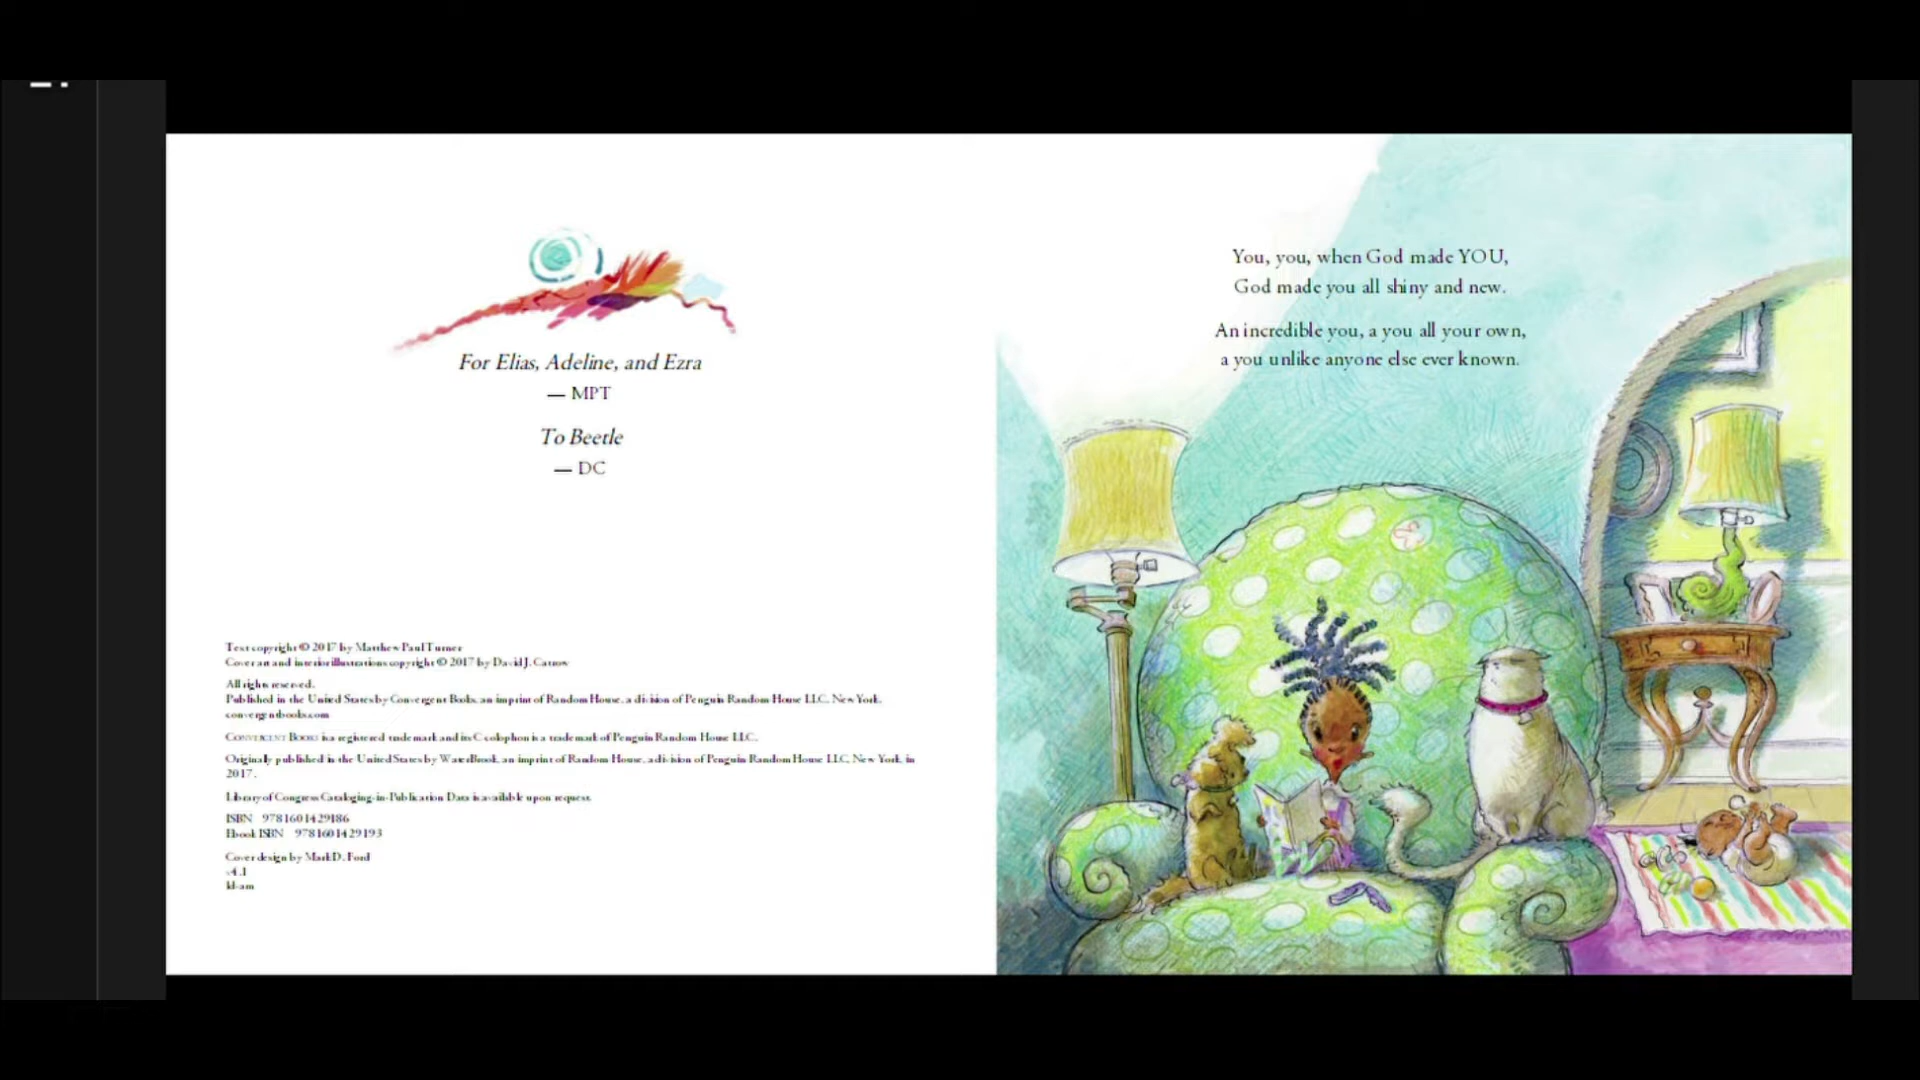 For Elias, Adeline, and Ezra
— MPT
To Beetle
— DC
Text copyright © 2017 by Matthew Paul Turner
Cover art and interior illustrations copyright © 2017 by David J. Catrow
All rights reserved.
Published in the United States by Convergent Books, an imprint of Random House, a division of Penguin Random House LLC, New York.
convergentbooks.com
CONVERGENT BOOKS is a registered trademark and its C colophon is a trademark of Penguin Random House LLC.
Originally published in the United States by WaterBrook, an imprint of Random House, a division of Penguin Random House LLC, New York, in
2017.
Library of Congress Cataloging-in-Publication Data is available upon request.
ISBN 9781601429186
Ebook ISBN 9781601429193
Cover design by Mark D. Ford
v4.1
You, you, when God made YOU,
God made you all shiny and new.
An incredible you, a you all your own,
a you unlike anyone else ever known.